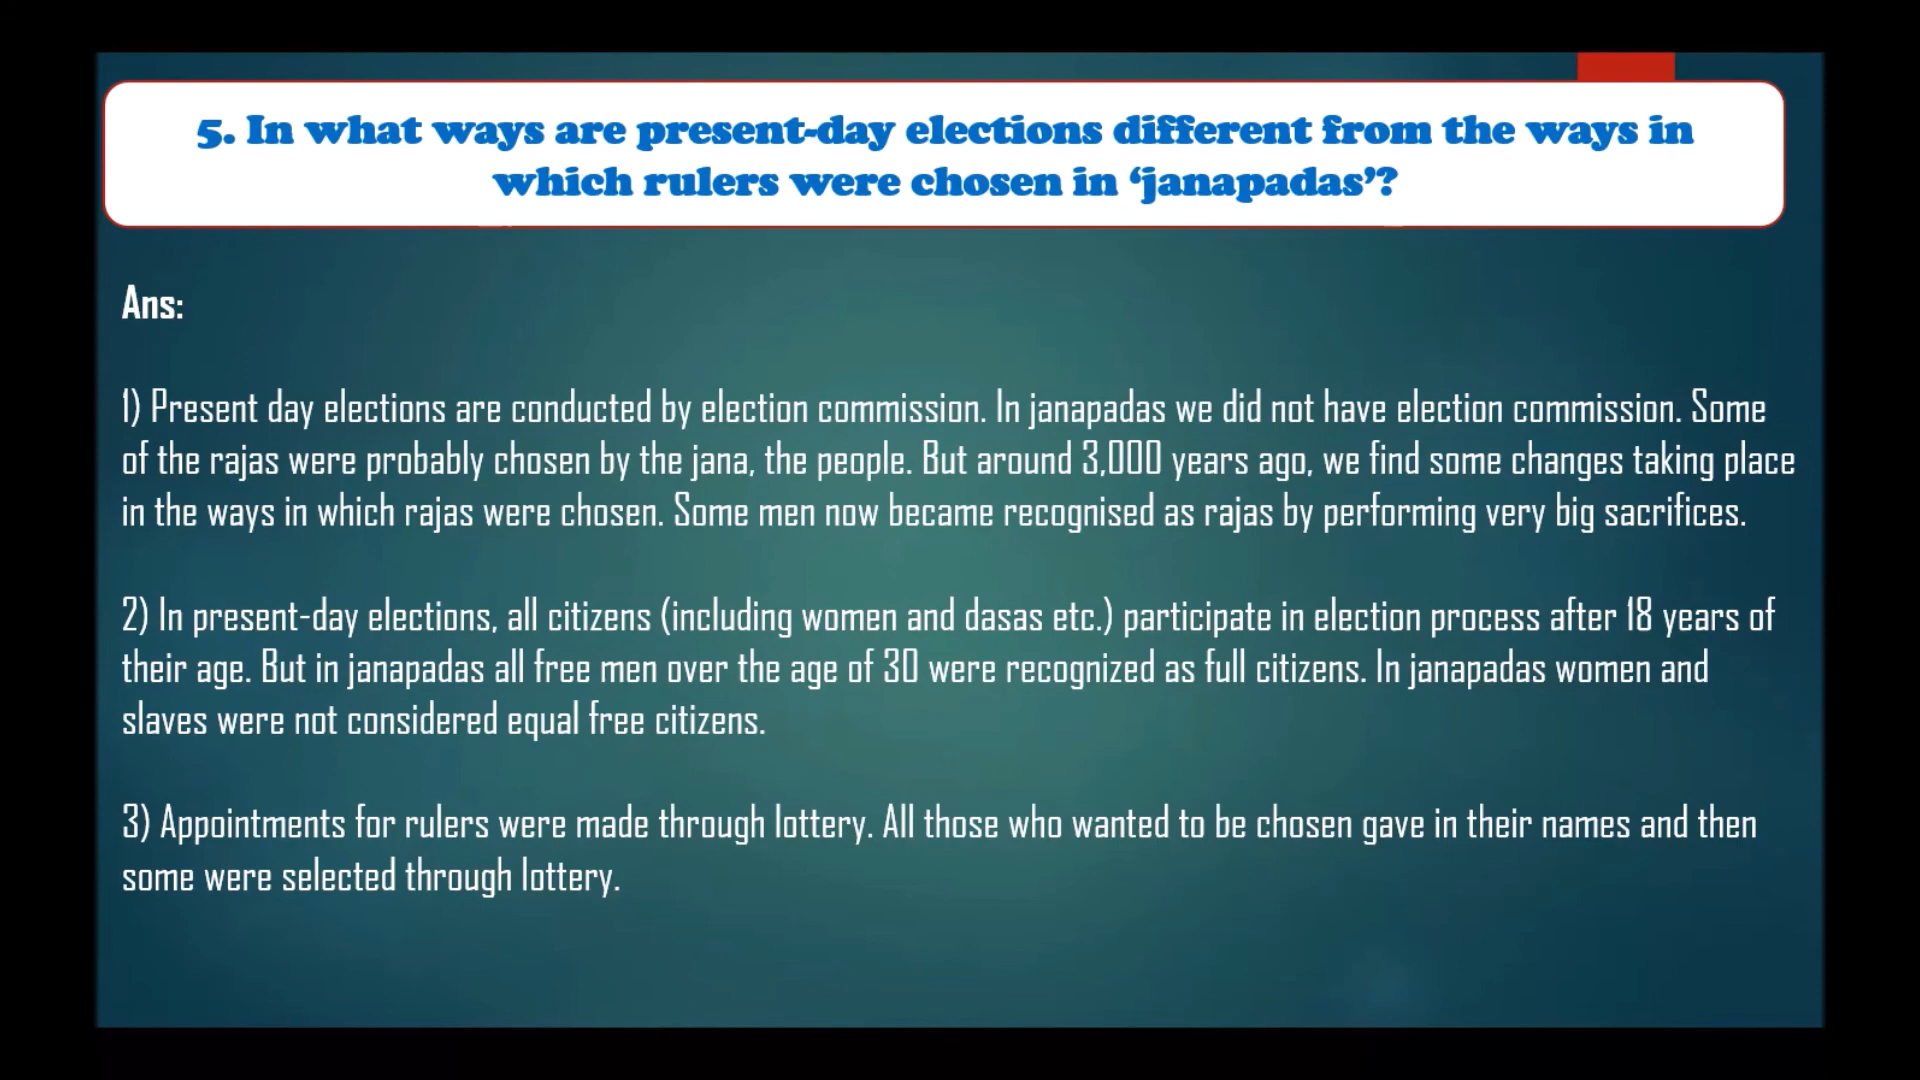 5. In what ways are present-day elections different from the ways in
which rulers were chosen in ‘janapadas’?
Ans:
1) Present day elections are conducted by election commission. In janapadas we did not have election commission. Some
of the rajas were probably chosen by the jana, the people. But around 3,000 years ago, we find some changes taking place
in the ways in which rajas were chosen. Some men now became recognised as rajas by performing very big sacrifices.
2) In present-day elections, all citizens (including women and dasas etc.) participate in election process after 18 years of
their age. But in janapadas all free men over the age of 30 were recognized as full citizens. In janapadas women and
slaves were not considered equal free citizens.
3) Appointments for rulers were made through lottery. All those who wanted to be chosen gave in their names and then
some were selected through lottery.